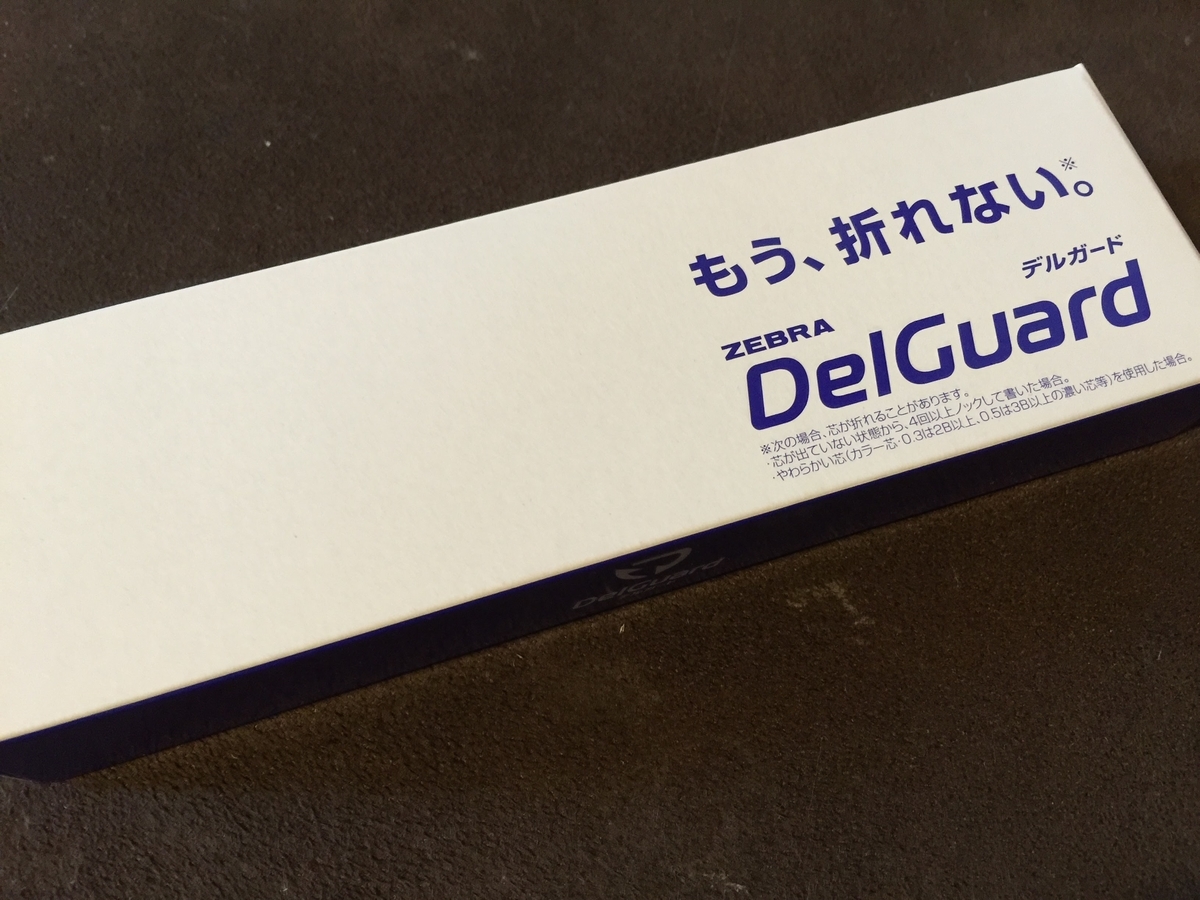 もう、折れない。※
デルガード
ZEBRA
DelGuard
※次の場合、芯が折れることがあります。
・芯が出ていない状態から、4回以上ノックして書いた場合。
・やわらかい芯(カラー芯・0.3は2B以上、0.5は3B以上の濃い芯等)を使用した場合。
DelGuard